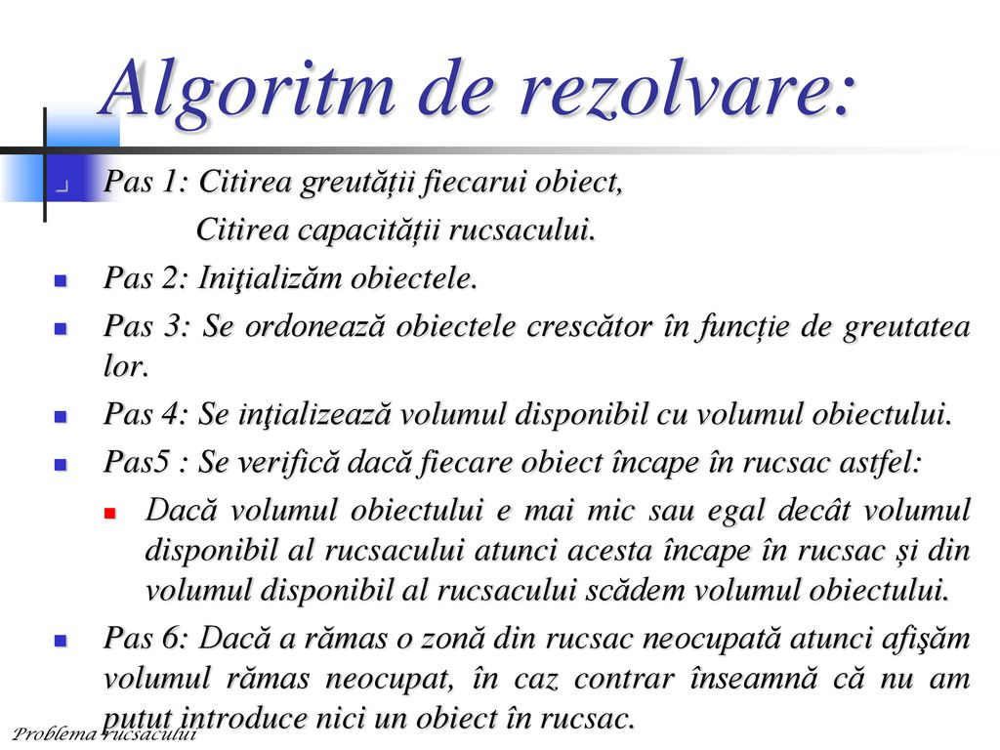 Algoritm de rezolvare:
Pas 1: Citirea greutății fiecarui obiect,
Citirea capacității rucsacului.
Pas 2: Iniţializăm obiectele.
Pas 3: Se ordonează obiectele crescător în funcție de greutatea
lor.
Pas 4: Se inţializează volumul disponibil cu volumul obiectului.
Pas5 : Se verifică dacă fiecare obiect încape în rucsac astfel:
Dacă volumul obiectului e mai mic sau egal decât volumul
disponibil al rucsacului atunci acesta încape în rucsac și din
volumul disponibil al rucsacului scădem volumul obiectului.
Pas 6: Dacă a rămas o zonă din rucsac neocupată atunci afişăm
volumul rămas neocupat, în caz contrar înseamnă că nu am
putut introduce nici un obiect în rucsac.
Problema rucsacului